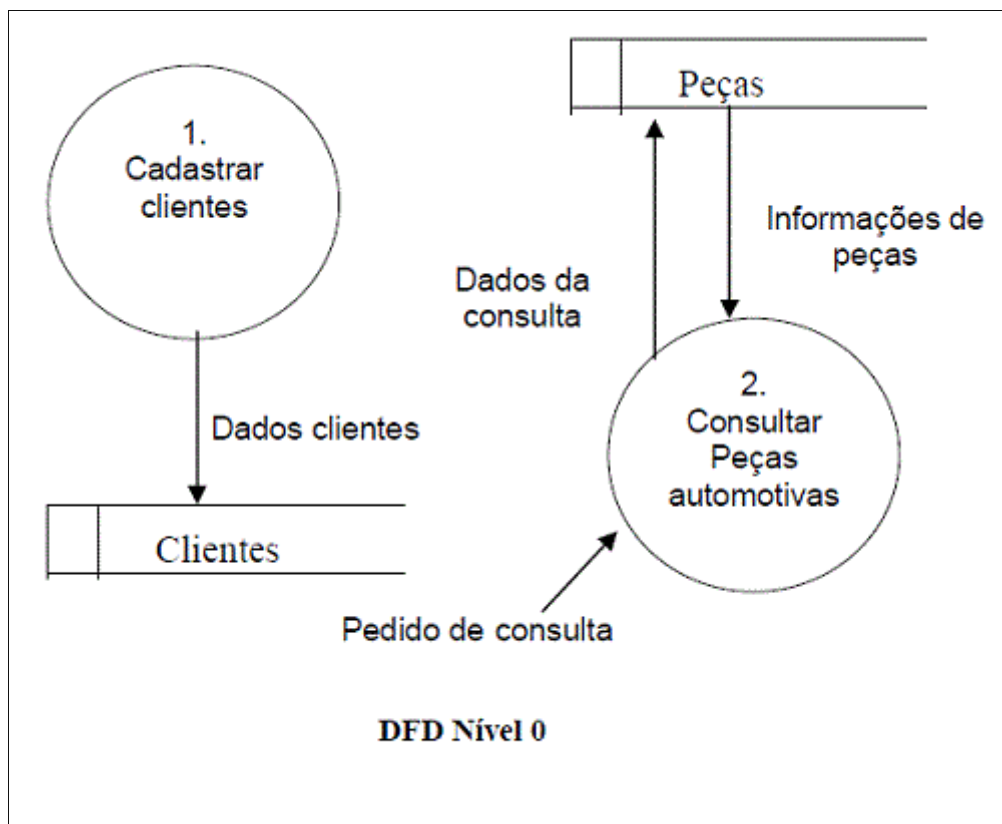 1.
Cadastrar
clientes
Dados clientes
Clientes
Peças
Informações de
peças
Dados da
consulta
2.
Consultar
Peças
automotivas
Pedido de consulta
DFD Nível 0